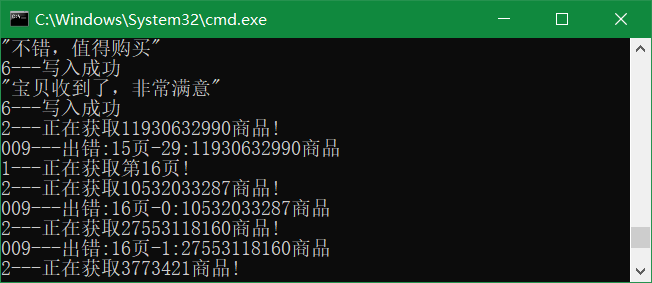 C:\Windows\System32\cmd.exe
"不错，值得购买"
6---写入成功
"宝贝收到了，非常满意"
6---写入成功
2---正在获取11930632990商品!
009---出错:15页-29:11930632990商品
1---正在获取第16页!
2---正在获取10532033287商品!
009---出错:16页-0:10532033287商品
2---正在获取27553118160商品!
009---出错:16页-1:27553118160商品
2---正在获取3773421商品!